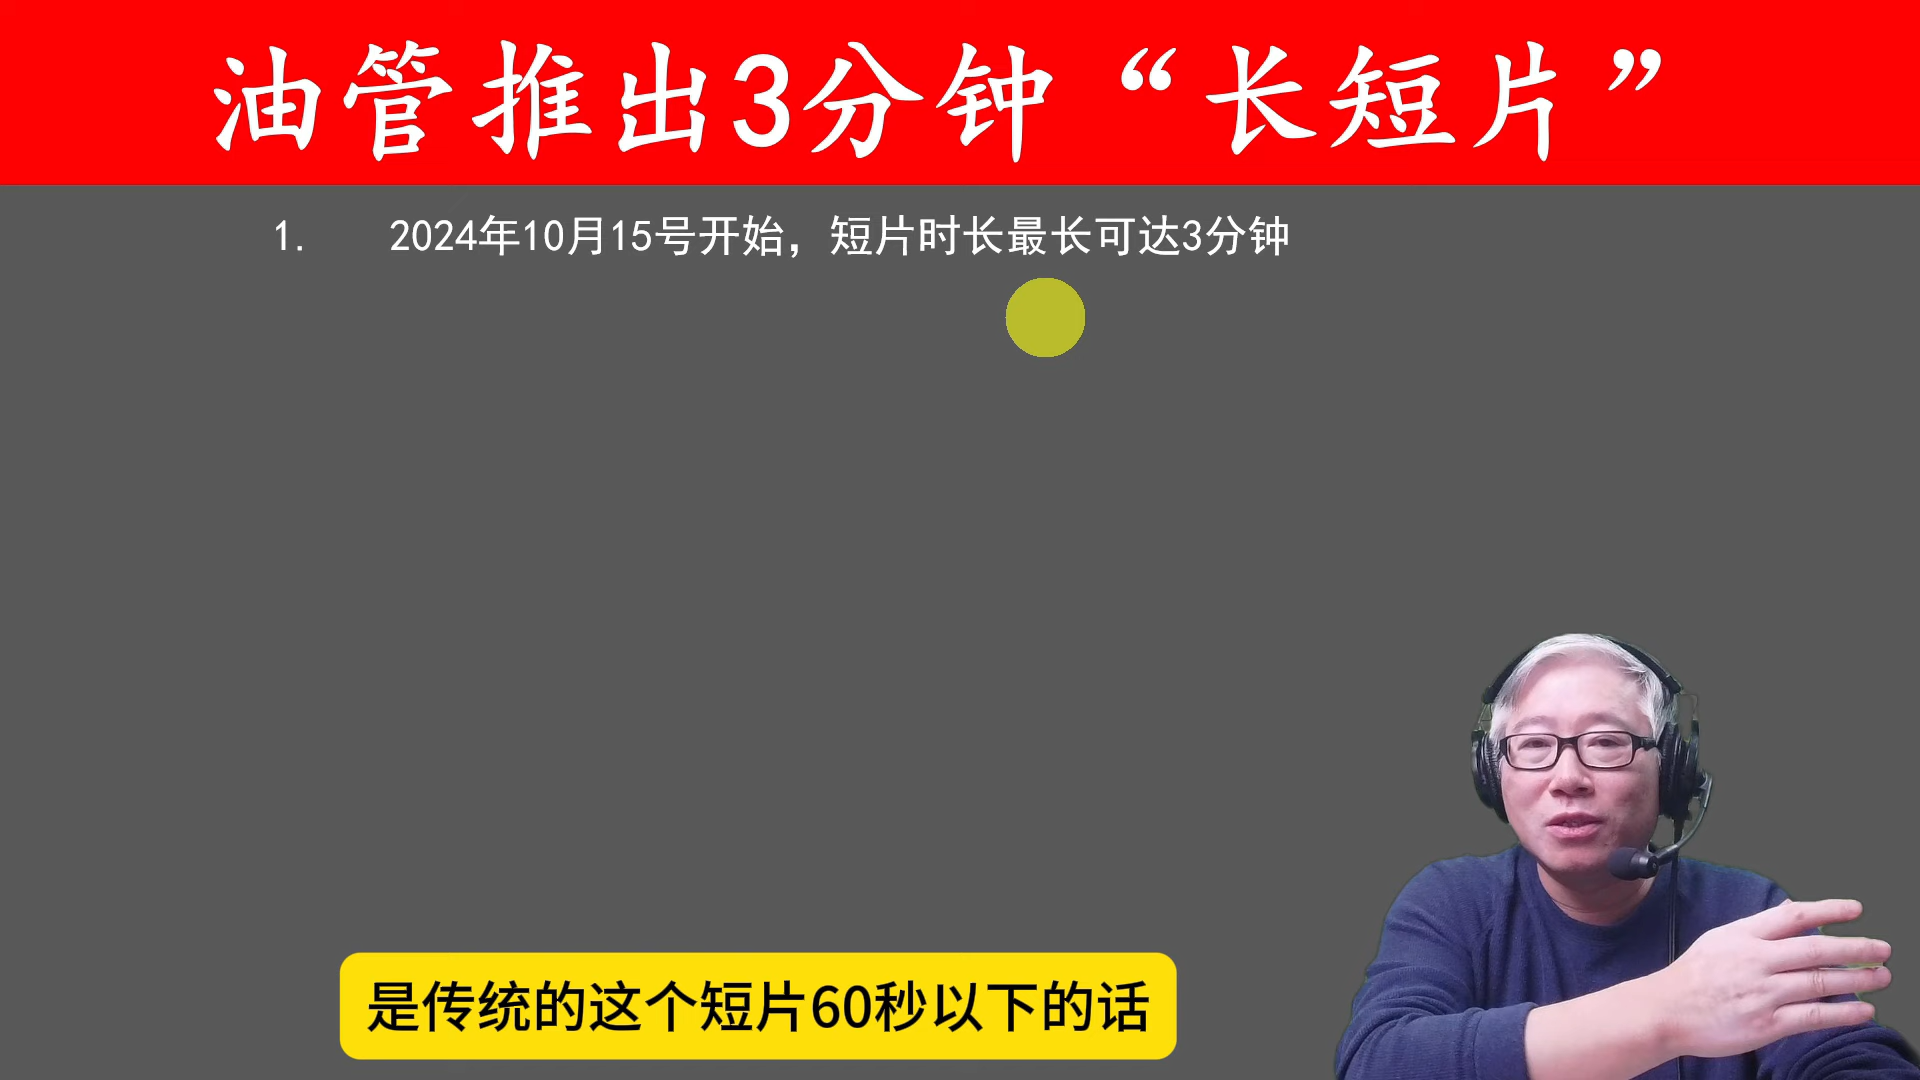 油管推出3分钟“长短片”
1. 2024年10月15号开始，短片时长最长可达3分钟
是传统的这个短片60秒以下的话